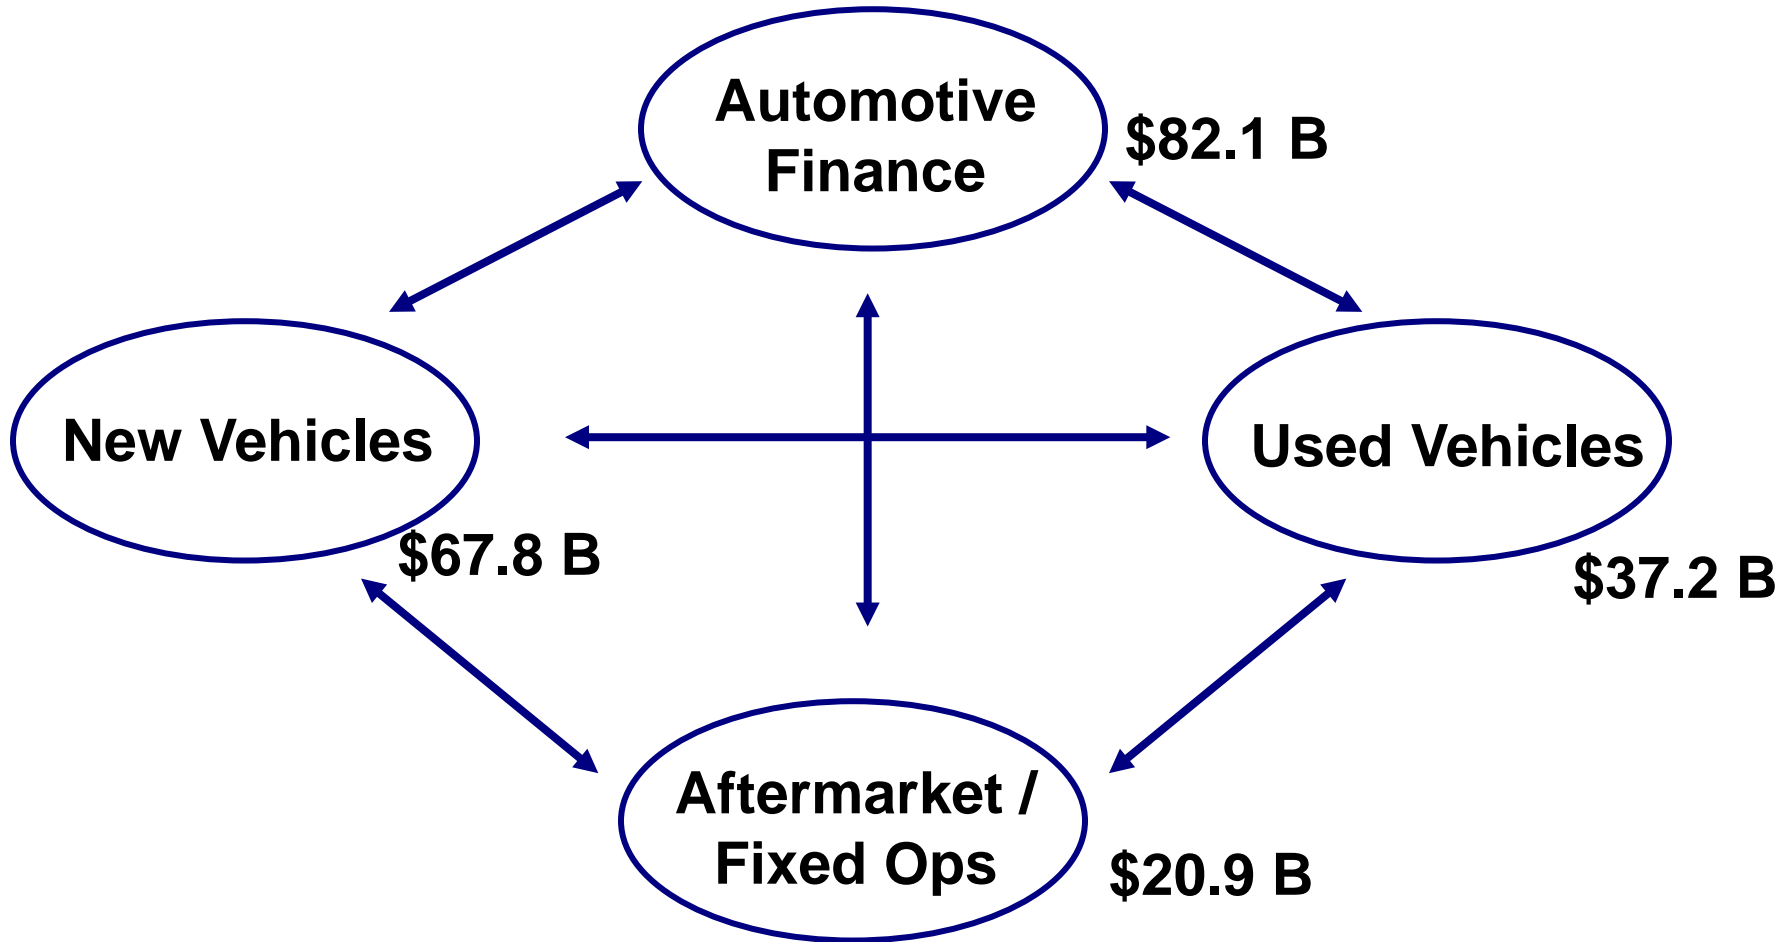 Automotive
Finance
$82.1 B
New Vehicles
$67.8 B
Used Vehicles
$37.2 B
Aftermarket /
Fixed Ops
$20.9 B